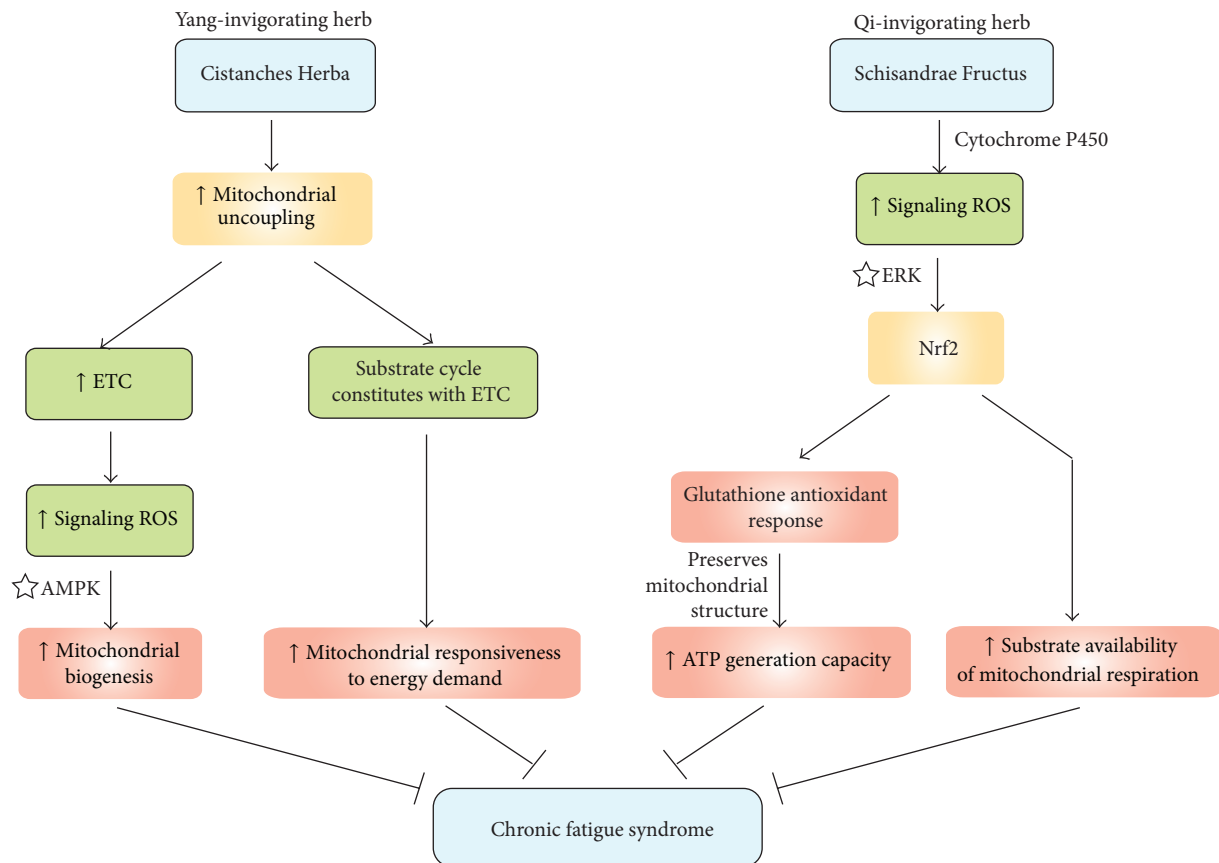 Yang-invigorating herb
Cistanches Herba
↑ Mitochondrial
uncoupling
↑ ETC
Substrate cycle
constitutes with ETC
↑ Signaling ROS
AMPK
↑ Mitochondrial
biogenesis
↑ Mitochondrial responsiveness
to energy demand
Qi-invigorating herb
Schisandrae Fructus
Cytochrome P450
↑ Signaling ROS
ERK
Nrf2
Glutathione antioxidant
response
Preserves
mitochondrial
structure
↑ ATP generation capacity
↑ Substrate availability
of mitochondrial respiration
Chronic fatigue syndrome